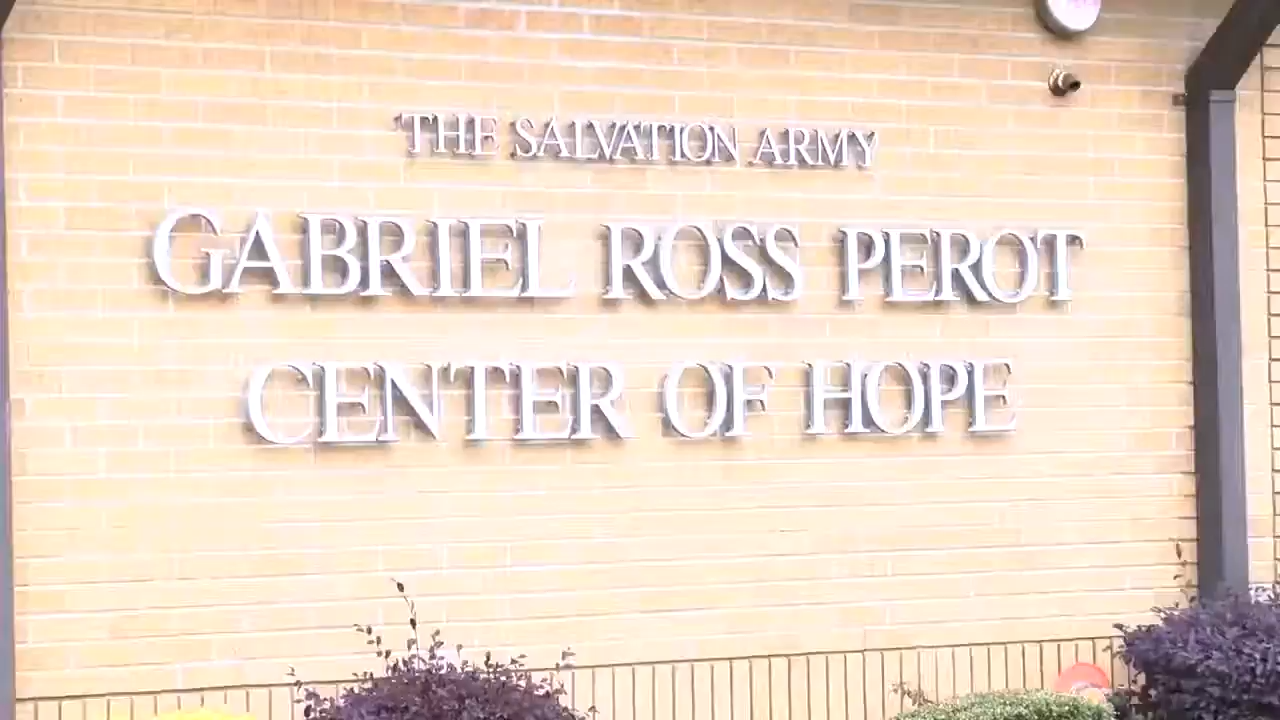 THE SALVATION ARMY
GABRIEL ROSS PEROT
CENTER OF HOPE